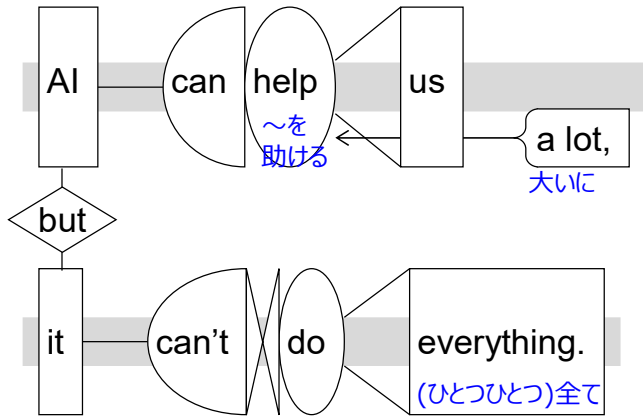 AI can help us
～を
助ける
a lot,
大いに
but
it can't do everything.
(ひとつひとつ)全て